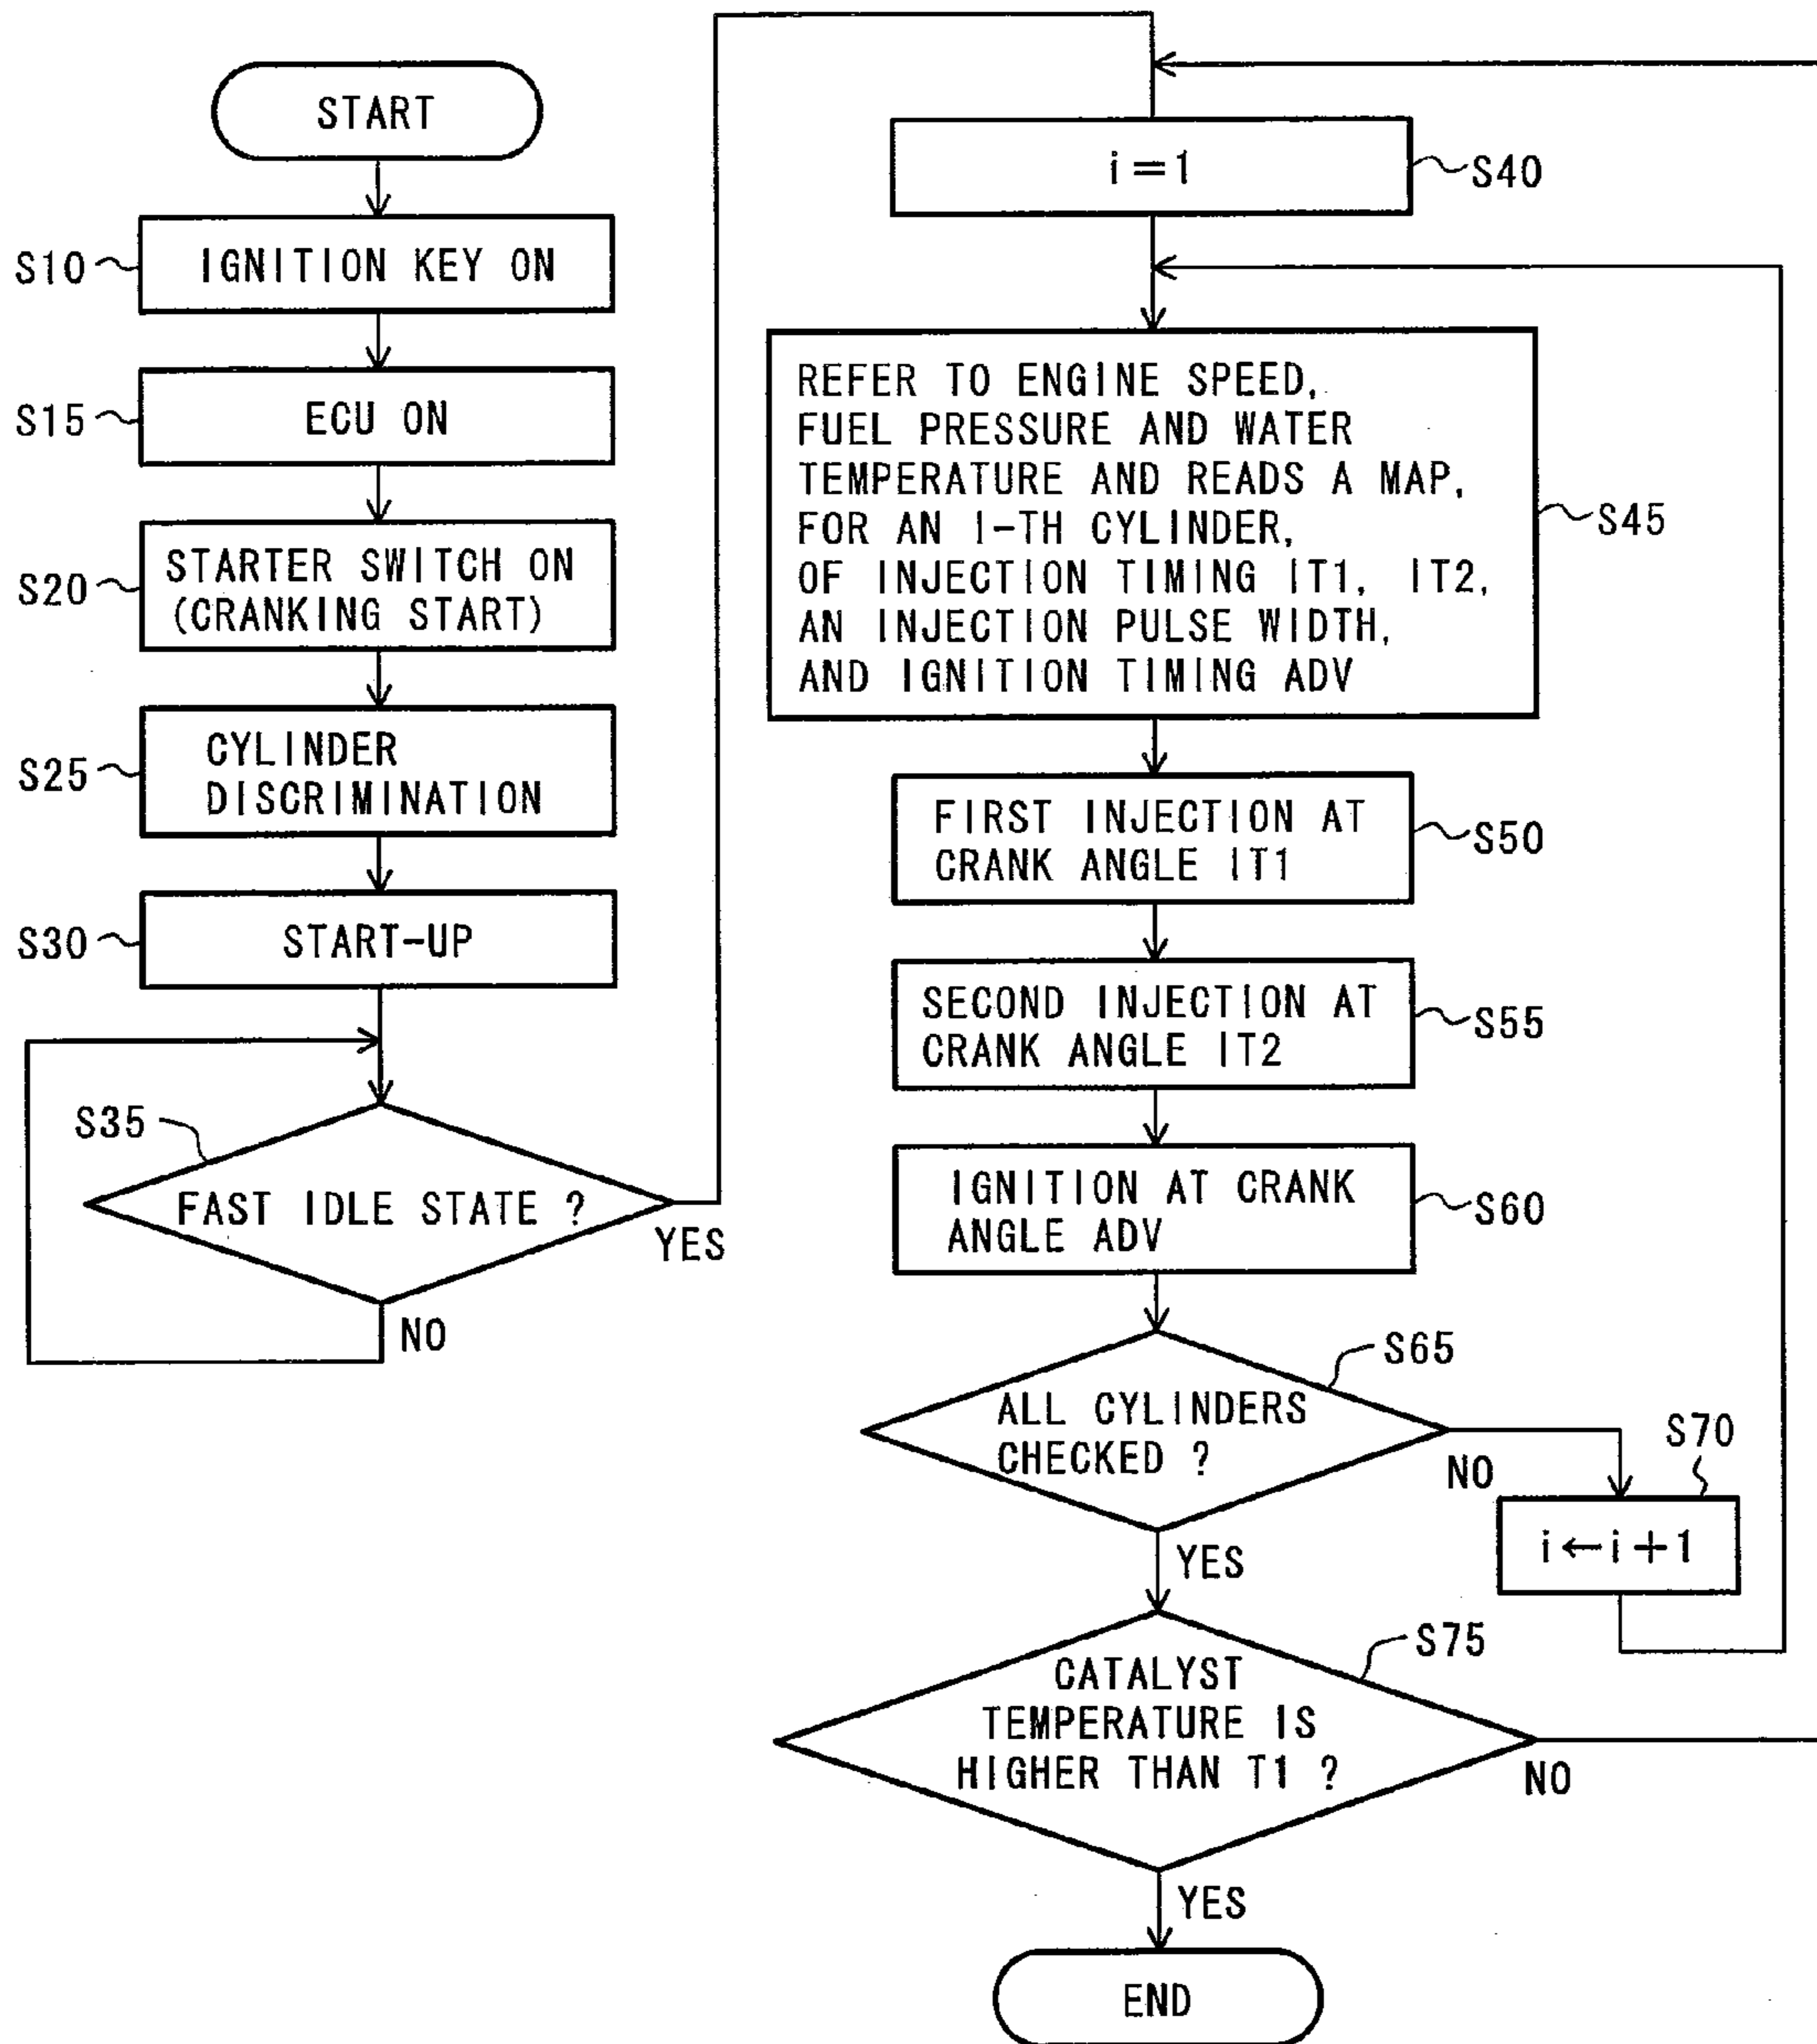 START
S10
IGNITION KEY ON
S15
ECU ON
S20
STARTER SWITCH ON
(CRANKING START)
S25
CYLINDER
DISCRIMINATION
S30
START-UP
S35
FAST IDLE STATE ?
YES
NO
i=1
S40
REFER TO ENGINE SPEED,
FUEL PRESSURE AND WATER
TEMPERATURE AND READS A MAP,
FOR AN I-TH CYLINDER,
OF INJECTION TIMING IT1, IT2,
AN INJECTION PULSE WIDTH,
AND IGNITION TIMING ADV
S45
FIRST INJECTION AT
CRANK ANGLE IT1
S50
SECOND INJECTION AT
CRANK ANGLE IT2
S55
IGNITION AT CRANK
ANGLE ADV
S60
S65
ALL CYLINDERS
CHECKED ?
NO
S70
i←i+1
YES
S75
CATALYST
TEMPERATURE IS
HIGHER THAN T1 ?
NO
YES
END